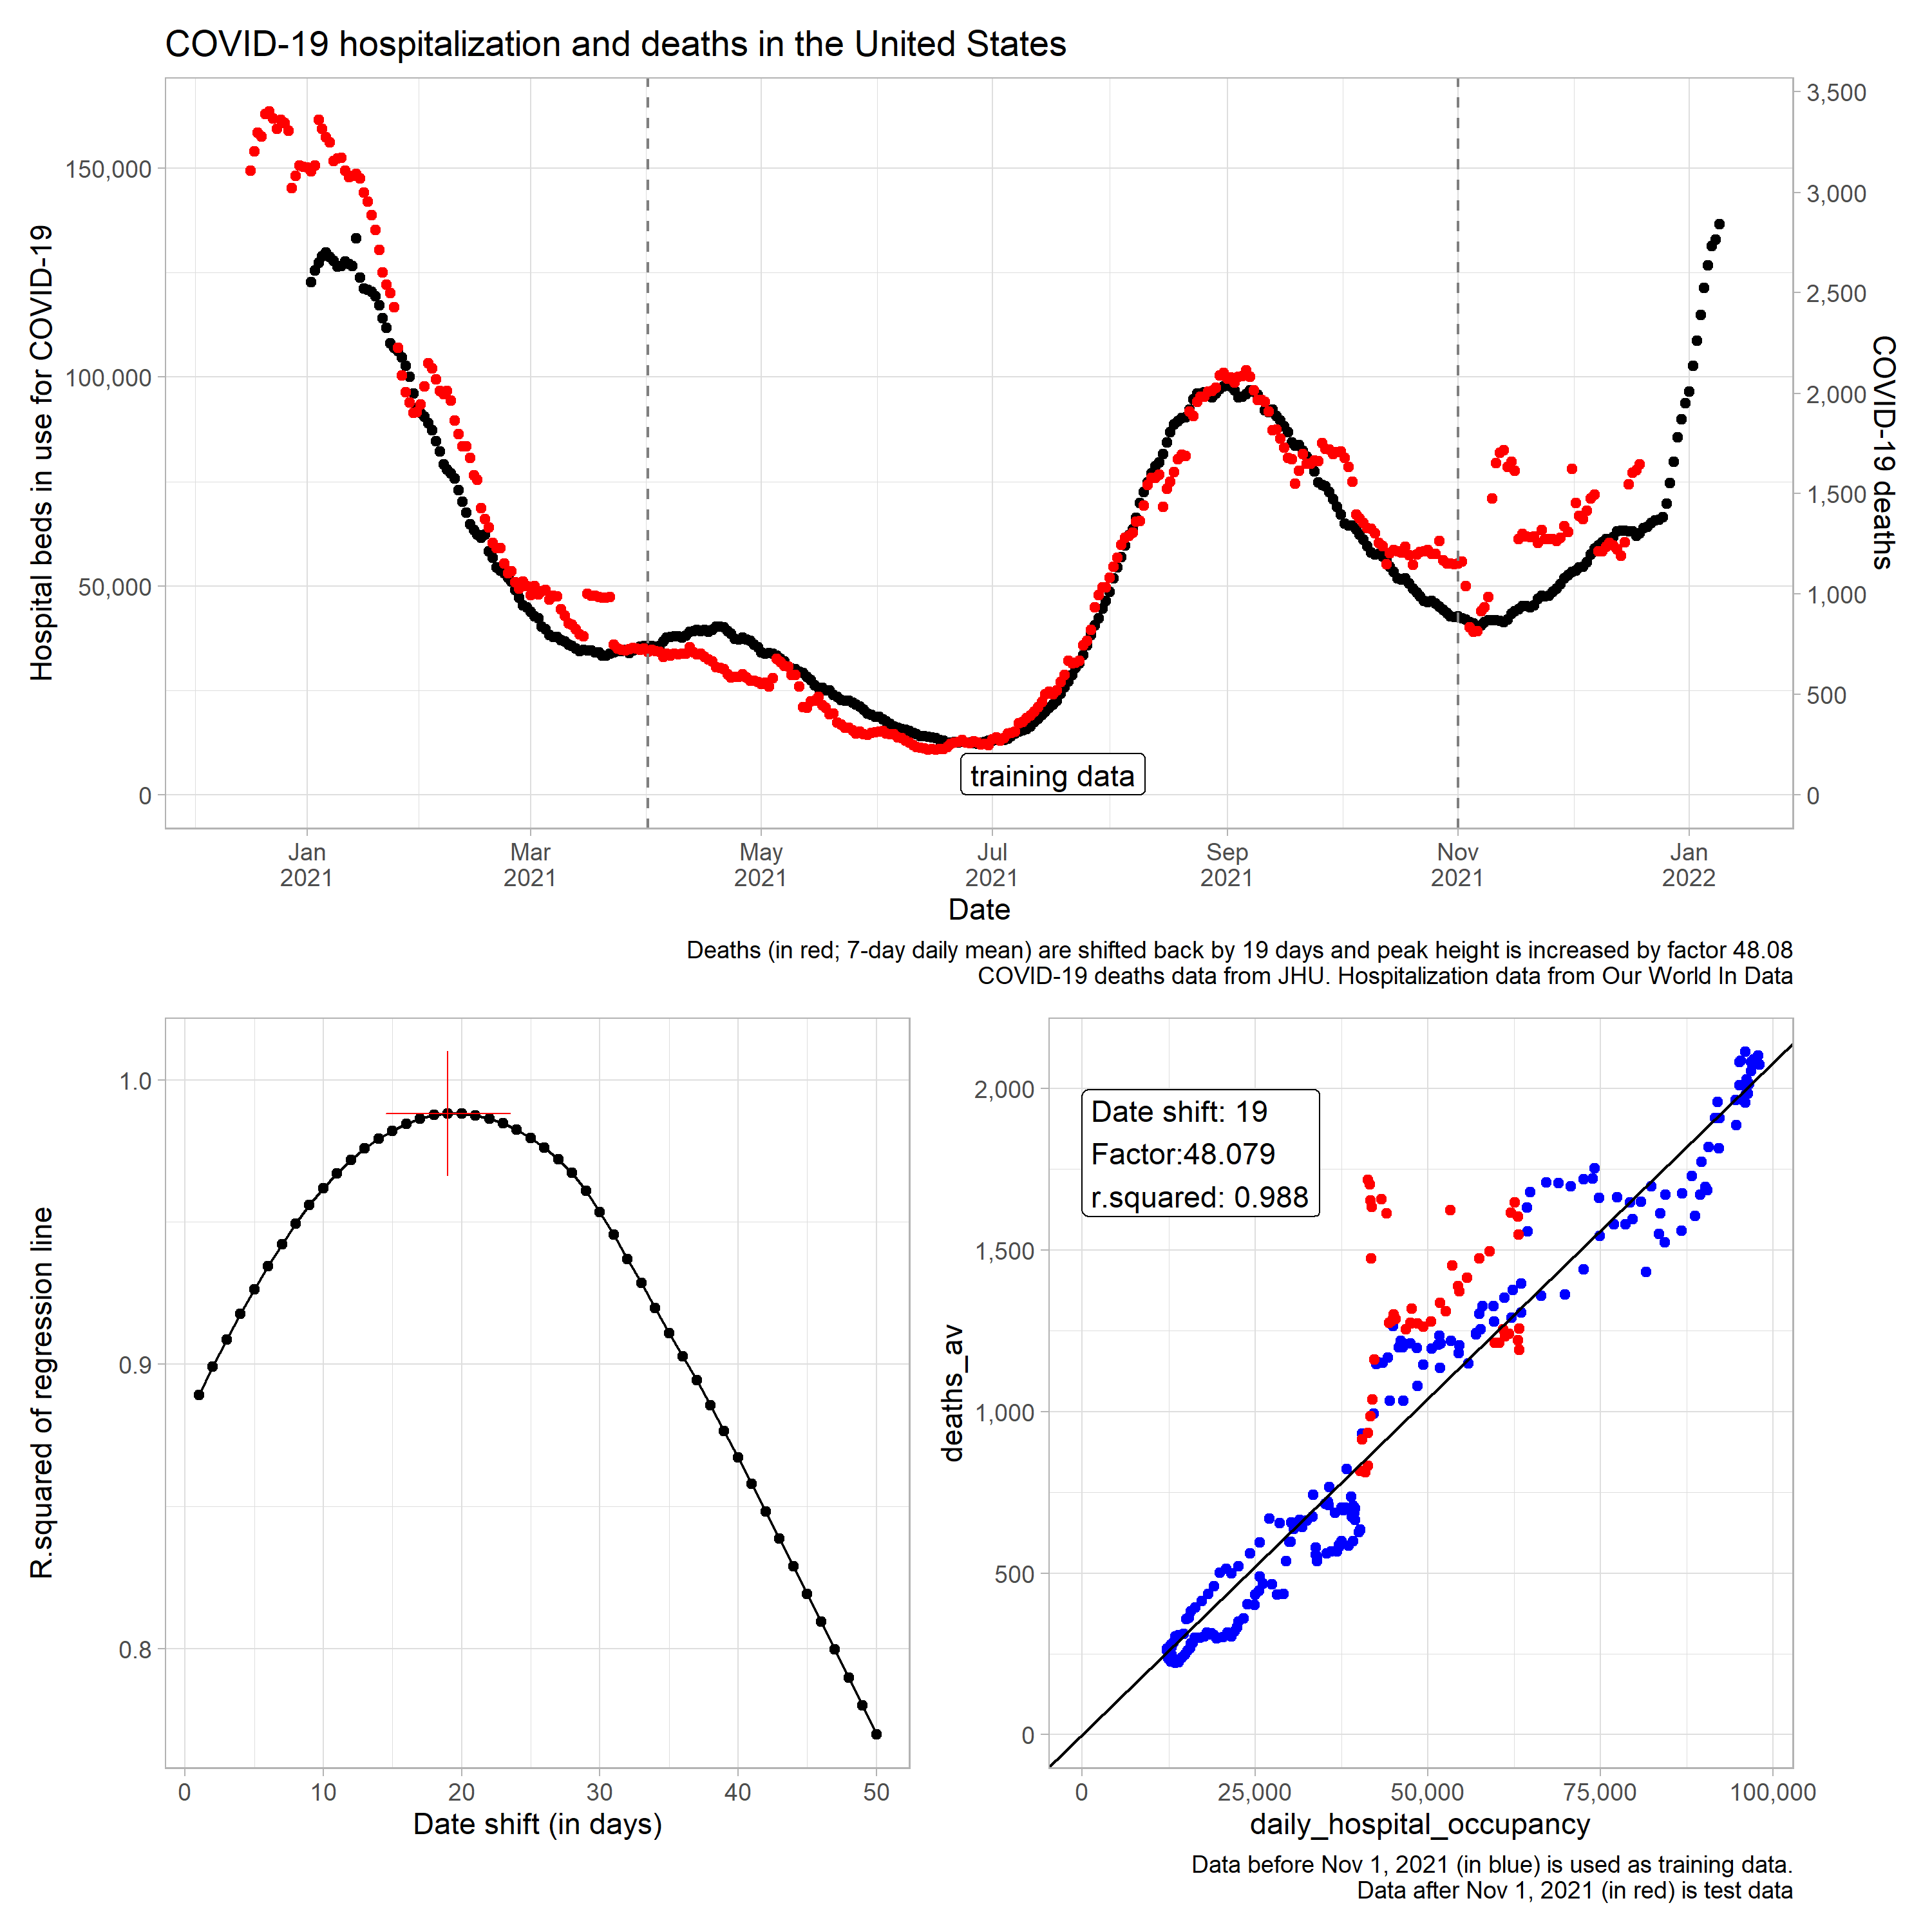 COVID-19 hospitalization and deaths in the United States
Hospital beds in use for COVID-19
150,000
100,000
50,000
0
3,500
3,000
2,500
2,000
1,500
1,000
500
0
COVID-19 deaths
training data
Jan Mar May Jul Sep Nov Jan
2021 2021 2021 2021 2021 2021 2022
Date
Deaths (in red; 7-day daily mean) are shifted back by 19 days and peak height is increased by factor 48.08
COVID-19 deaths data from JHU. Hospitalization data from Our World In Data
R.squared of regression line
1.0
0.9
0.8
0 10 20 30 40 50
Date shift (in days)
deaths_av
2,000
1,500
1,000
500
0
Date shift: 19
Factor:48.079
r.squared: 0.988
0 25,000 50,000 75,000 100,000
daily_hospital_occupancy
Data before Nov 1, 2021 (in blue) is used as training data.
Data after Nov 1, 2021 (in red) is test data